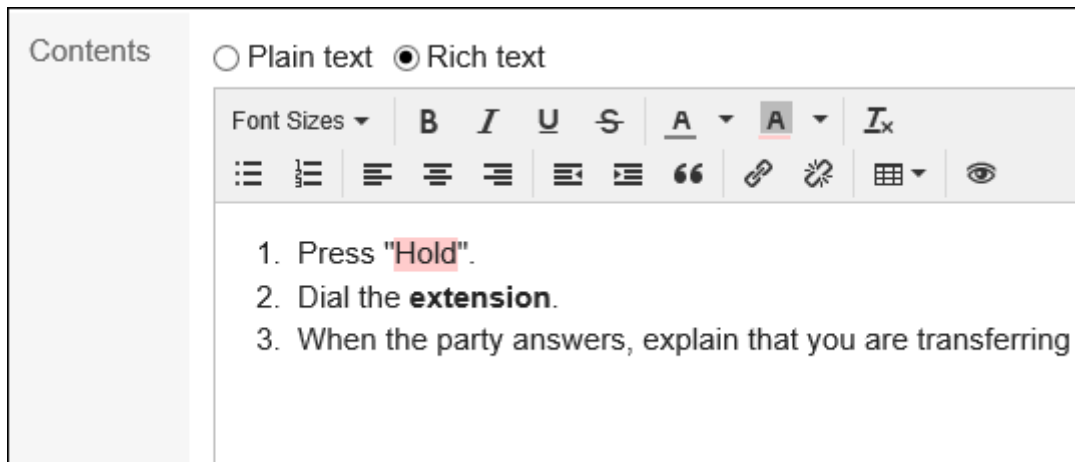 Contents
Plain text Rich text
Font Sizes B I U S A A Tx
1. Press "Hold".
2. Dial the extension.
3. When the party answers, explain that you are transferring